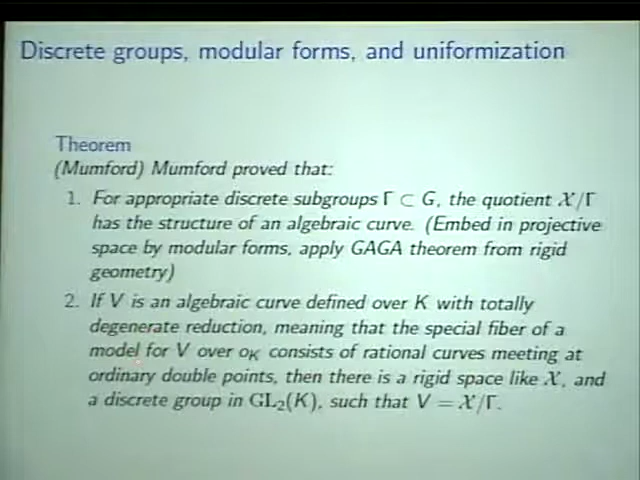 Discrete groups, modular forms, and uniformization
Theorem
(Mumford) Mumford proved that:
1. For appropriate discrete subgroups Γ ⊂ G, the quotient 𝒳/Γ
has the structure of an algebraic curve. (Embed in projective
space by modular forms, apply GAGA theorem from rigid
geometry)
2. If V is an algebraic curve defined over K with totally
degenerate reduction, meaning that the special fiber of a
model for V over o_K consists of rational curves meeting at
ordinary double points, then there is a rigid space like 𝒳, and
a discrete group in GL₂(K), such that V = 𝒳/Γ.